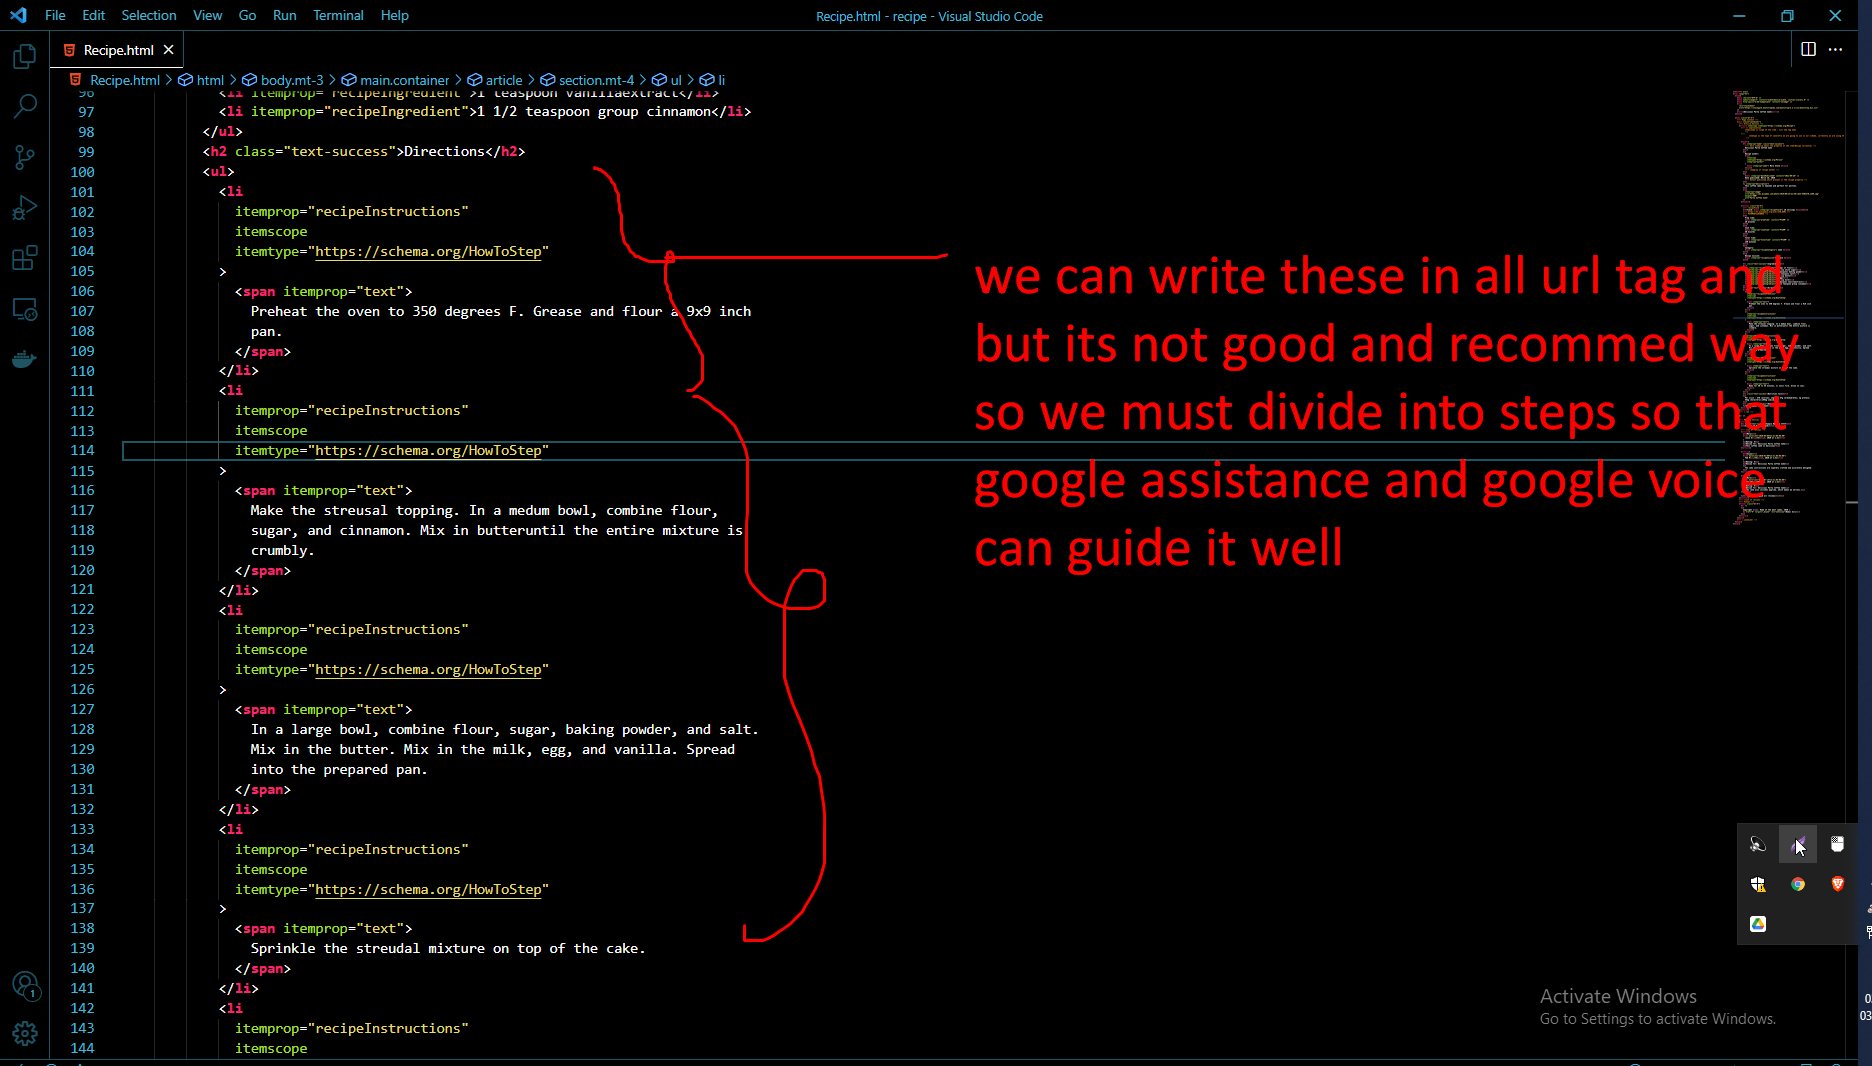 File Edit Selection View Go Run Terminal Help
Recipe.html - recipe - Visual Studio Code
Recipe.html
Recipe.html > html > body.mt-3 > main.container > article > section.mt-4 > ul > li
96 <li itemprop="recipeIngredient">1 teaspoon vanillaextract</li>
97 <li itemprop="recipeIngredient">1 1/2 teaspoon group cinnamon</li>
98 </ul>
99 <h2 class="text-success">Directions</h2>
100 <ul>
101 <li
102 itemprop="recipeInstructions"
103 itemscope
104 itemtype="https://schema.org/HowToStep"
105 >
106 <span itemprop="text">
107 Preheat the oven to 350 degrees F. Grease and flour a 9x9 inch
108 pan.
109 </span>
110 </li>
111 <li
112 itemprop="recipeInstructions"
113 itemscope
114 itemtype="https://schema.org/HowToStep"
115 >
116 <span itemprop="text">
117 Make the streusal topping. In a medum bowl, combine flour,
118 sugar, and cinnamon. Mix in butteruntil the entire mixture is
119 crumbly.
120 </span>
121 </li>
122 <li
123 itemprop="recipeInstructions"
124 itemscope
125 itemtype="https://schema.org/HowToStep"
126 >
127 <span itemprop="text">
128 In a large bowl, combine flour, sugar, baking powder, and salt.
129 Mix in the butter. Mix in the milk, egg, and vanilla. Spread
130 into the prepared pan.
131 </span>
132 </li>
133 <li
134 itemprop="recipeInstructions"
135 itemscope
136 itemtype="https://schema.org/HowToStep"
137 >
138 <span itemprop="text">
139 Sprinkle the streudal mixture on top of the cake.
140 </span>
141 </li>
142 <li
143 itemprop="recipeInstructions"
144 itemscope
we can write these in all url tag and
but its not good and recommed way
so we must divide into steps so that
google assistance and google voice
can guide it well
1
Activate Windows
Go to Settings to activate Windows.